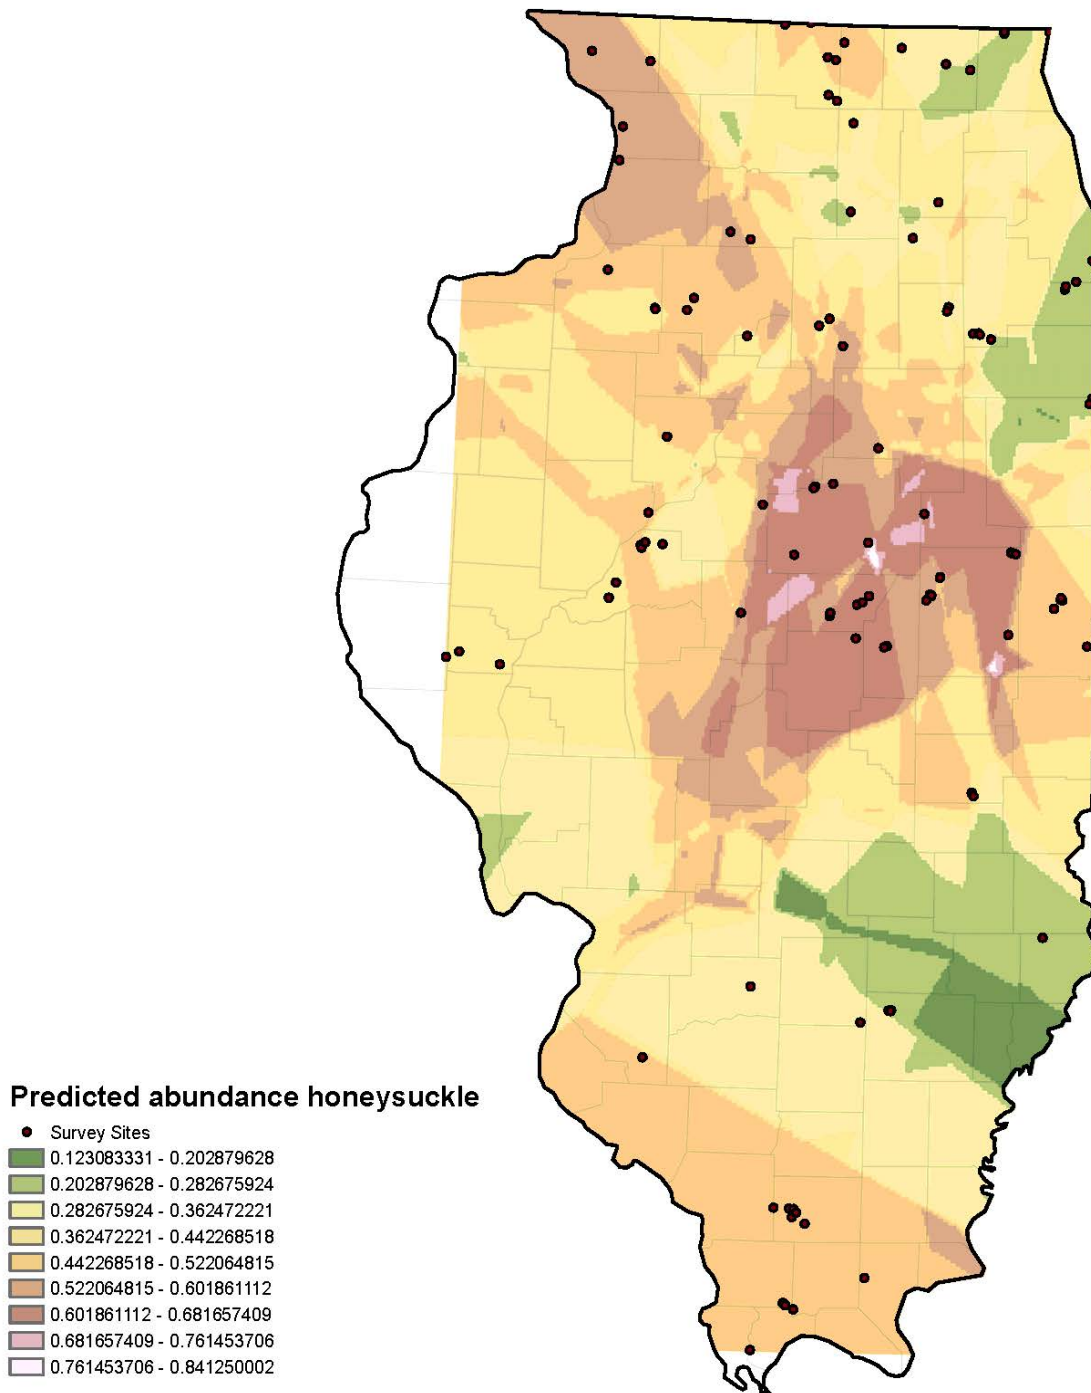 Predicted abundance honeysuckle
Survey Sites
0.123083331 - 0.202879628
0.202879628 - 0.282675924
0.282675924 - 0.362472221
0.362472221 - 0.442268518
0.442268518 - 0.522064815
0.522064815 - 0.601861112
0.601861112 - 0.681657409
0.681657409 - 0.761453706
0.761453706 - 0.841250002